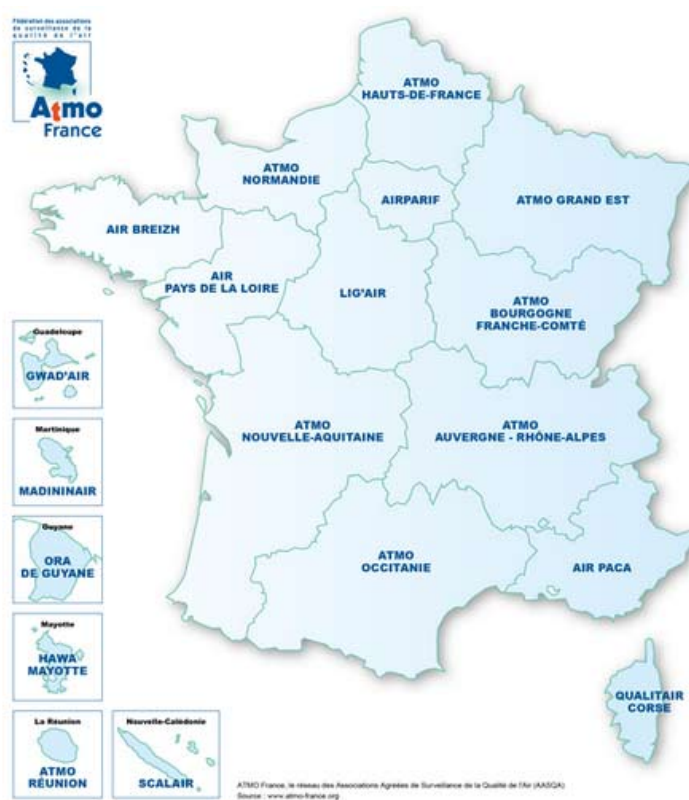 Fédération des associations
de surveillance de la
qualité de l'air
Atmo
France
ATMO
HAUTS-DE-FRANCE
ATMO
NORMANDIE
AIRPARIF
ATMO GRAND EST
AIR BREIZH
AIR
PAYS DE LA LOIRE
LIG'AIR
ATMO
BOURGOGNE
FRANCHE-COMTÉ
Guadeloupe
GWAD'AIR
ATMO
NOUVELLE-AQUITAINE
ATMO
AUVERGNE - RHÔNE-ALPES
Martinique
MADININAIR
Guyane
ORA
DE GUYANE
ATMO
OCCITANIE
AIR PACA
Mayotte
HAWA
MAYOTTE
QUALITAIR
CORSE
La Réunion
ATMO
RÉUNION
Nouvelle-Calédonie
SCALAIR
ATMO France, le réseau des Associations Agréées de Surveillance de la Qualité de l'Air (AASQA)
Source : www.atmo-france.org